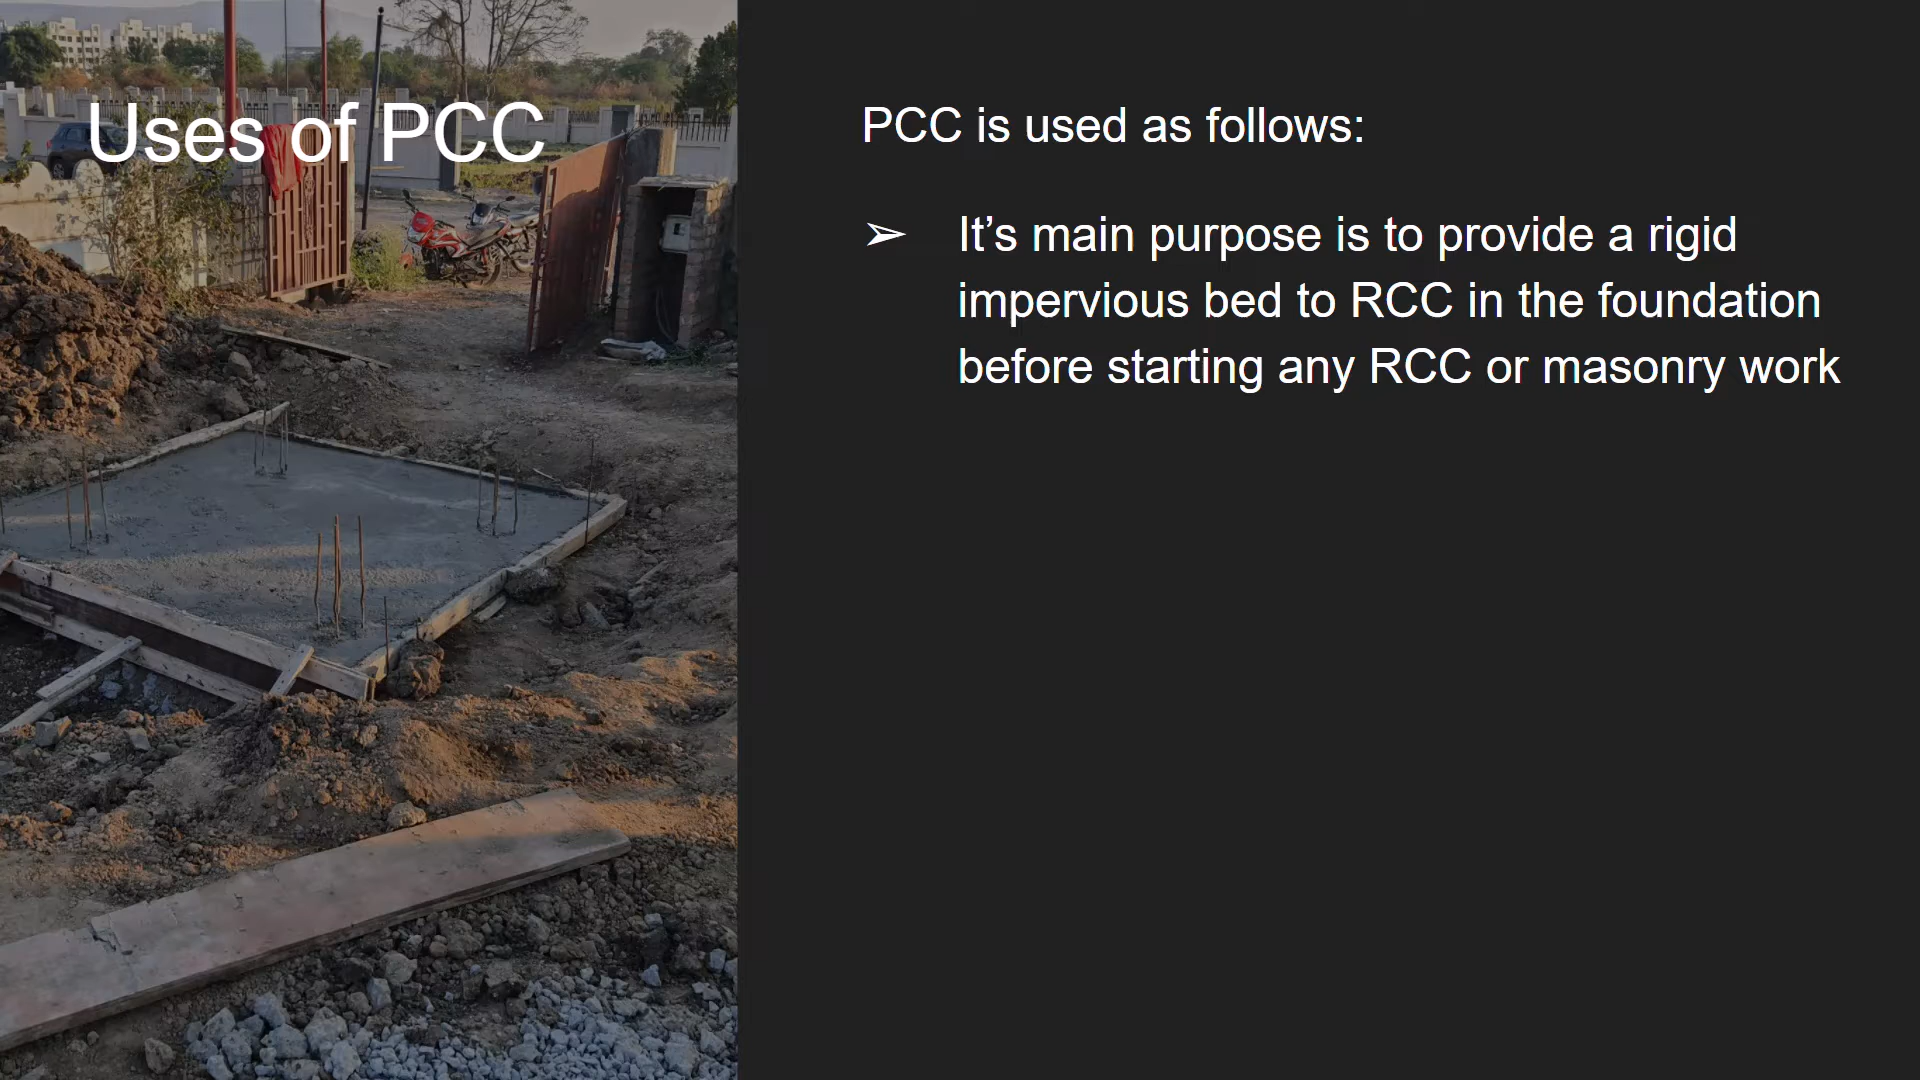 Uses of PCC
PCC is used as follows:
➢ It’s main purpose is to provide a rigid
impervious bed to RCC in the foundation
before starting any RCC or masonry work